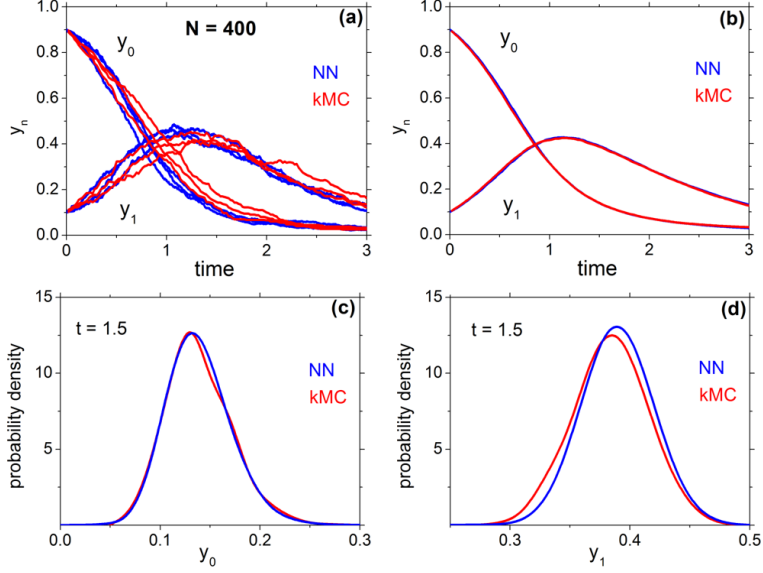 (a)
N = 400
y0
NN
kMC
y1
yn
1.0
0.8
0.6
0.4
0.2
0.0
0 1 2 3
time
(b)
y0
NN
kMC
y1
yn
1.0
0.8
0.6
0.4
0.2
0.0
0 1 2 3
time
(c)
t = 1.5
NN
kMC
probability density
15
10
5
0.0 0.1 0.2 0.3
y0
(d)
t = 1.5
NN
kMC
probability density
15
10
5
0.3 0.4 0.5
y1